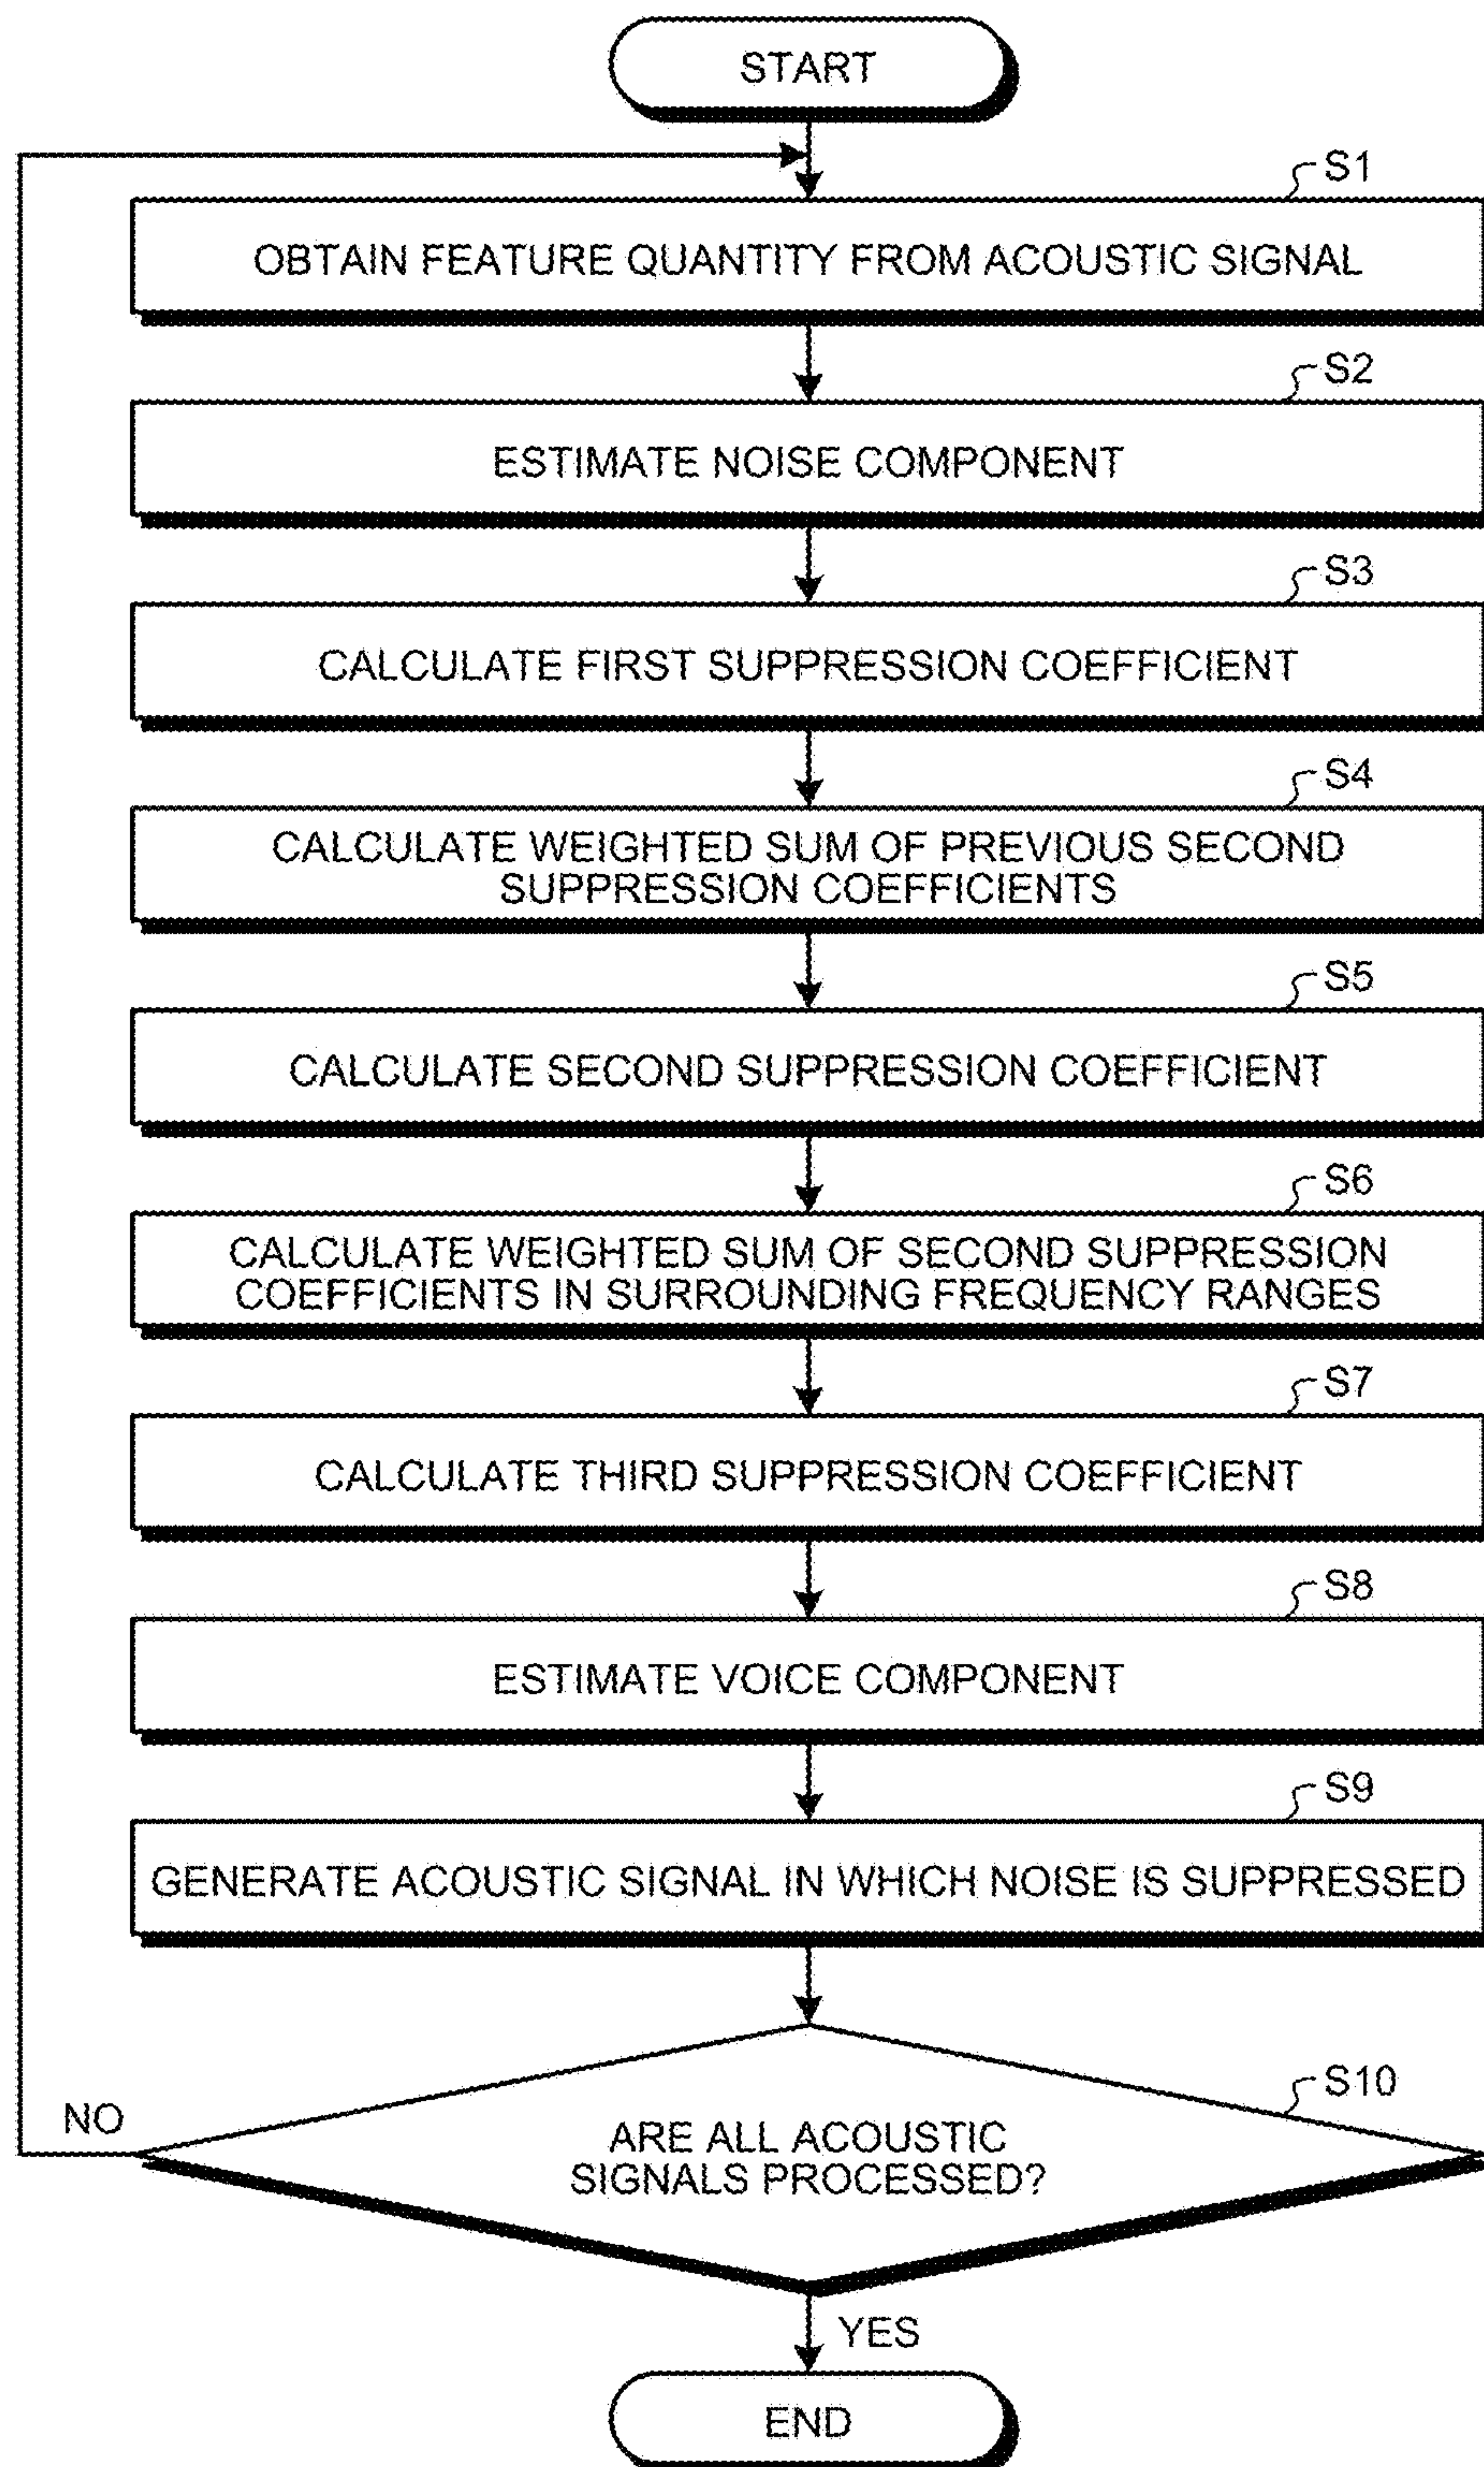 START
S1
OBTAIN FEATURE QUANTITY FROM ACOUSTIC SIGNAL
S2
ESTIMATE NOISE COMPONENT
S3
CALCULATE FIRST SUPPRESSION COEFFICIENT
S4
CALCULATE WEIGHTED SUM OF PREVIOUS SECOND
SUPPRESSION COEFFICIENTS
S5
CALCULATE SECOND SUPPRESSION COEFFICIENT
S6
CALCULATE WEIGHTED SUM OF SECOND SUPPRESSION
COEFFICIENTS IN SURROUNDING FREQUENCY RANGES
S7
CALCULATE THIRD SUPPRESSION COEFFICIENT
S8
ESTIMATE VOICE COMPONENT
S9
GENERATE ACOUSTIC SIGNAL IN WHICH NOISE IS SUPPRESSED
S10
NO
ARE ALL ACOUSTIC
SIGNALS PROCESSED?
YES
END